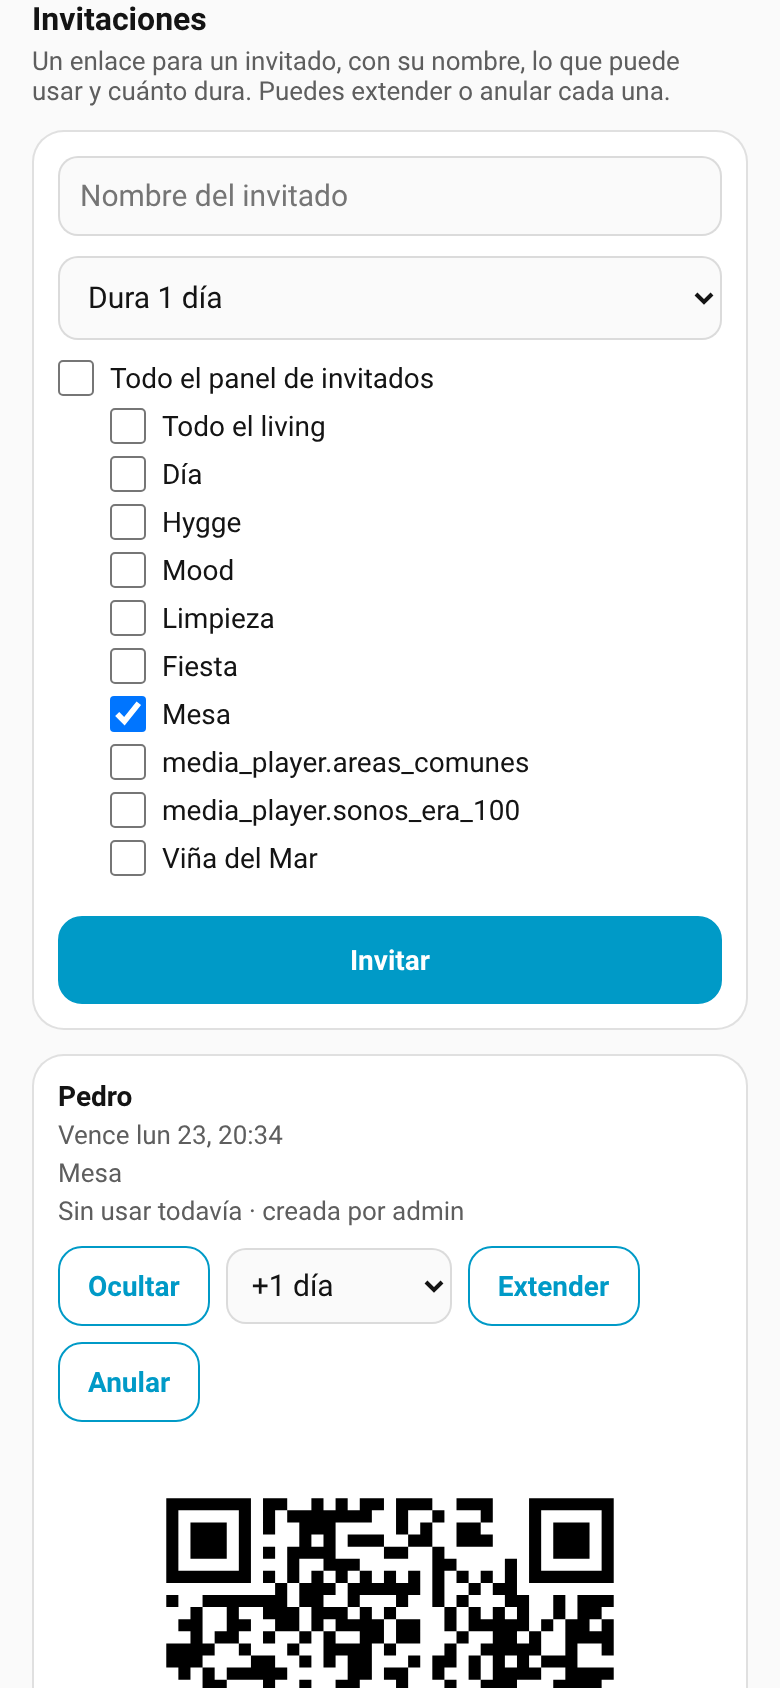 Invitaciones
Un enlace para un invitado, con su nombre, lo que puede
usar y cuánto dura. Puedes extender o anular cada una.
Nombre del invitado
Dura 1 día
Todo el panel de invitados
Todo el living
Día
Hygge
Mood
Limpieza
Fiesta
Mesa
media_player.areas_comunes
media_player.sonos_era_100
Viña del Mar
Invitar
Pedro
Vence lun 23, 20:34
Mesa
Sin usar todavía · creada por admin
Ocultar
+1 día
Extender
Anular